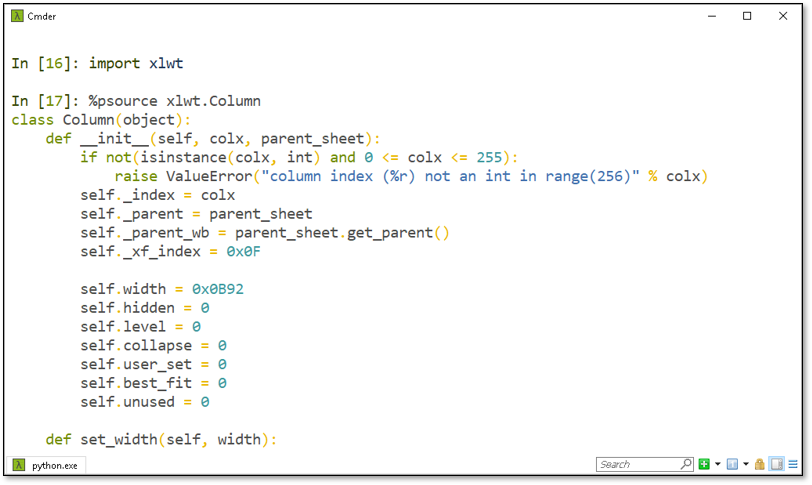 Cmder
In [16]: import xlwt
In [17]: %psource xlwt.Column
class Column(object):
    def __init__(self, colx, parent_sheet):
        if not(isinstance(colx, int) and 0 <= colx <= 255):
            raise ValueError("column index (%r) not an int in range(256)" % colx)
        self._index = colx
        self._parent = parent_sheet
        self._parent_wb = parent_sheet.get_parent()
        self._xf_index = 0x0F
        self.width = 0x0B92
        self.hidden = 0
        self.level = 0
        self.collapse = 0
        self.user_set = 0
        self.best_fit = 0
        self.unused = 0
    def set_width(self, width):
python.exe Search